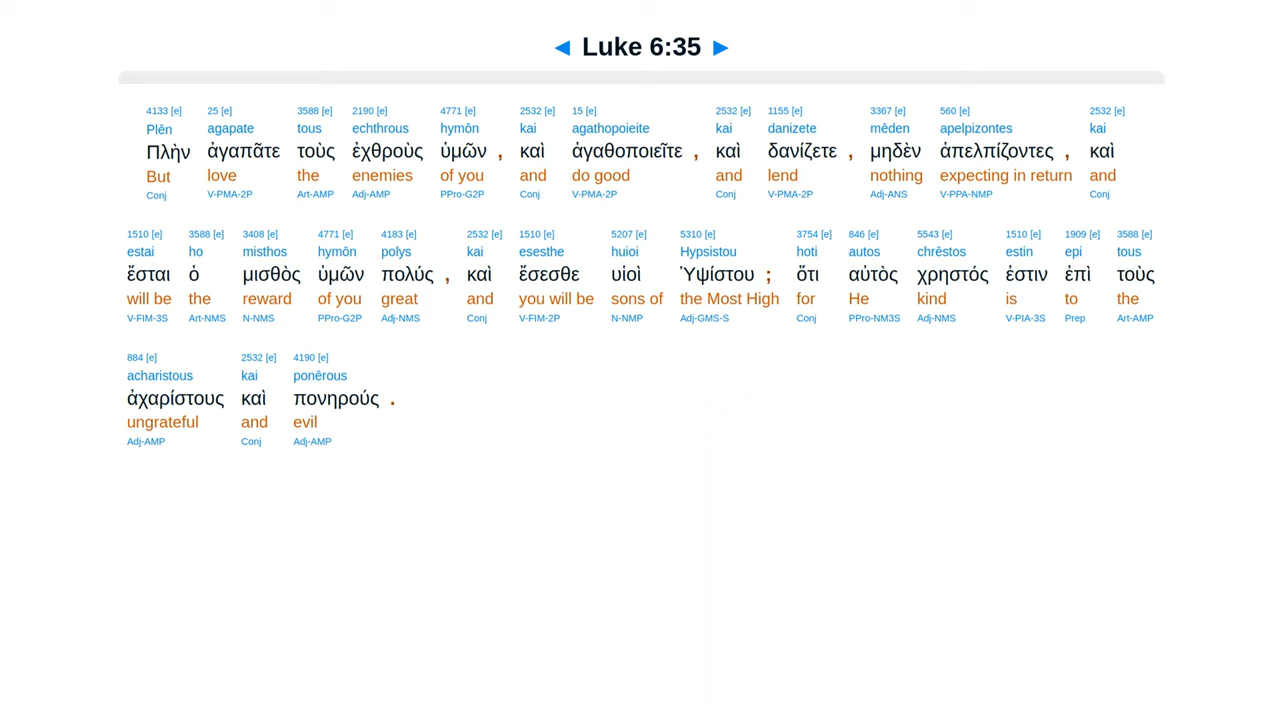 ◄ Luke 6:35 ►
4133 [e] 25 [e] 3588 [e] 2190 [e] 4771 [e] 2532 [e] 15 [e] 2532 [e] 1155 [e] 3367 [e] 560 [e] 2532 [e]
Plēn agapate tous echthrous hymōn kai agathopoieite kai danizete mēden apelpizontes kai
Πλὴν ἀγαπᾶτε τοὺς ἐχθροὺς ὑμῶν , καὶ ἀγαθοποιεῖτε , καὶ δανίζετε , μηδὲν ἀπελπίζοντες , καὶ
But love the enemies of you and do good and lend nothing expecting in return and
Conj V-PMA-2P Art-AMP Adj-AMP PPro-G2P Conj V-PMA-2P Conj V-PMA-2P Adj-ANS V-PPA-NMP Conj
1510 [e] 3588 [e] 3408 [e] 4771 [e] 4183 [e] 2532 [e] 1510 [e] 5207 [e] 5310 [e] 3754 [e] 846 [e] 5543 [e] 1510 [e] 1909 [e] 3588 [e]
estai ho misthos hymōn polys kai esesthe huioi Hypsistou hoti autos chrēstos estin epi tous
ἔσται ὁ μισθὸς ὑμῶν πολύς , καὶ ἔσεσθε υἱοὶ Ὑψίστου ; ὅτι αὐτὸς χρηστός ἐστιν ἐπὶ τοὺς
will be the reward of you great and you will be sons of the Most High for He kind is to the
V-FIM-3S Art-NMS N-NMS PPro-G2P Adj-NMS Conj V-FIM-2P N-NMP Adj-GMS-S Conj PPro-NM3S Adj-NMS V-PIA-3S Prep Art-AMP
884 [e] 2532 [e] 4190 [e]
acharistous kai ponērous
ἀχαρίστους καὶ πονηρούς .
ungrateful and evil
Adj-AMP Conj Adj-AMP